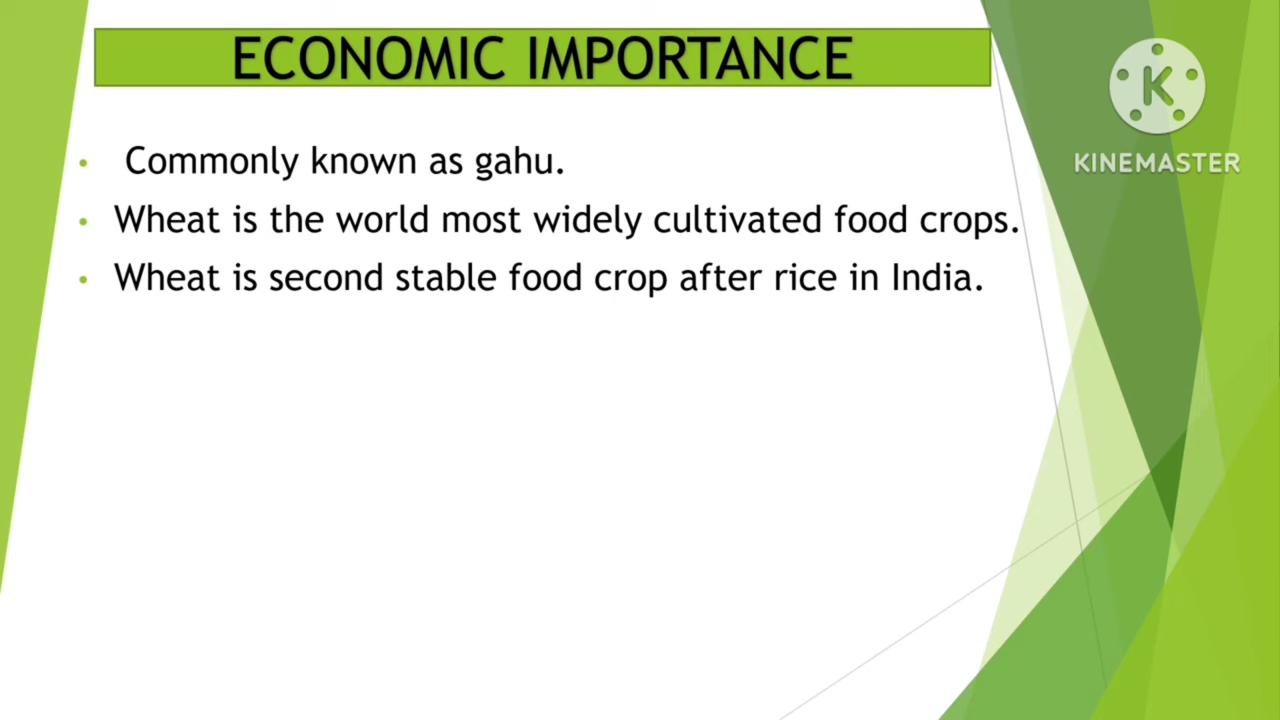 ECONOMIC IMPORTANCE
K
KINEMASTER
• Commonly known as gahu.
• Wheat is the world most widely cultivated food crops.
• Wheat is second stable food crop after rice in India.